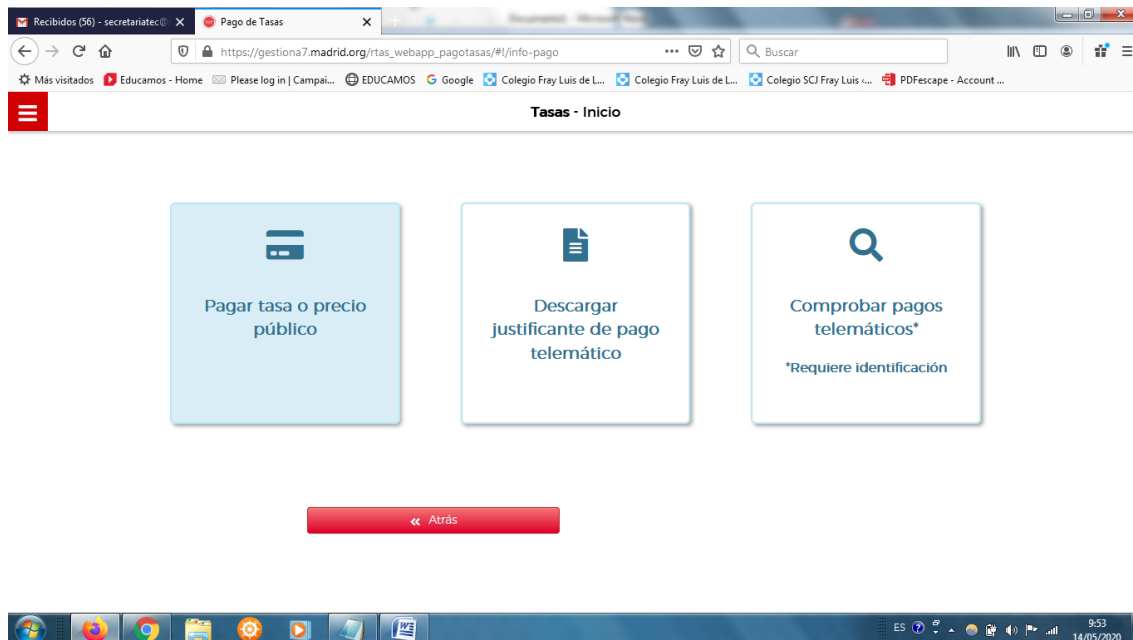 Recibidos (56) - secretariatec@
Pago de Tasas
https://gestiona7.madrid.org/rtas_webapp_pagotasas/#!/info-pago
Buscar
Más visitados
Educamos - Home
Please log in | Campai...
EDUCAMOS
Google
Colegio Fray Luis de L...
Colegio Fray Luis de L...
Colegio SCJ Fray Luis ‹...
PDFescape - Account ...
Tasas - Inicio
Pagar tasa o precio
público
Descargar
justificante de pago
telemático
Comprobar pagos
telemáticos*
*Requiere identificación
« Atrás
ES
9:53
14/05/2020